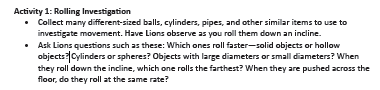 Activity 1: Rolling Investigation
• Collect many different-sized balls, cylinders, pipes, and other similar items to use to
investigate movement. Have Lions observe as you roll them down an incline.
• Ask Lions questions such as these: Which ones roll faster—solid objects or hollow
objects? Cylinders or spheres? Objects with large diameters or small diameters? When
they roll down the incline, which one rolls the farthest? When they are pushed across the
floor, do they roll at the same rate?